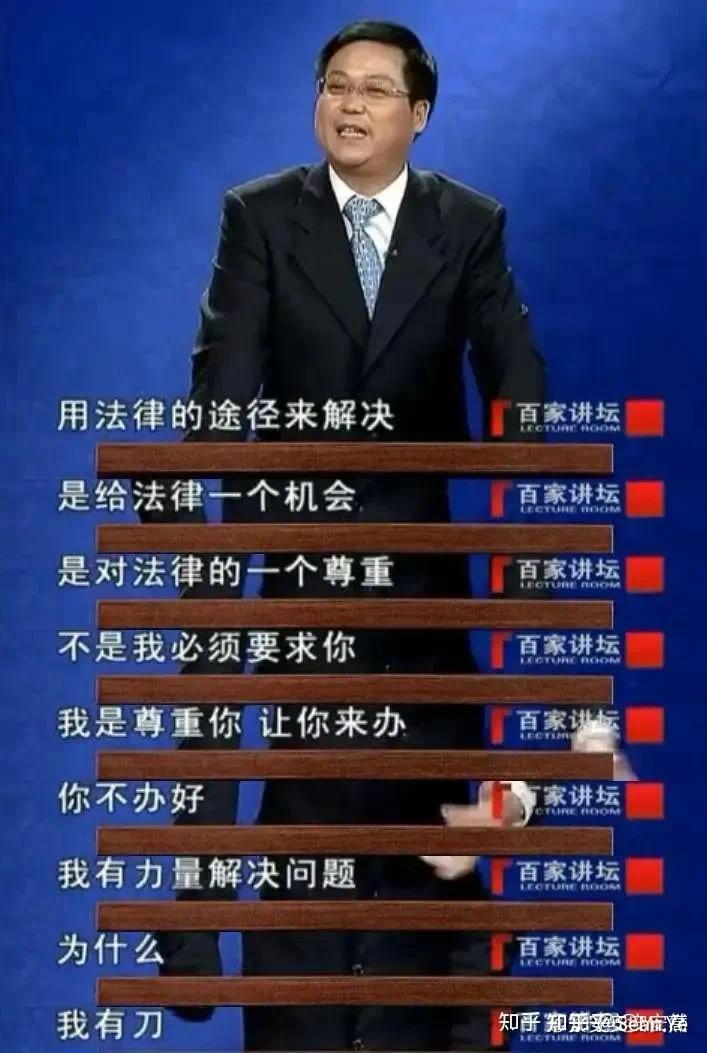 用法律的途径来解决
百家讲坛
LECTURE ROOM
是给法律一个机会
百家讲坛
LECTURE ROOM
是对法律的一个尊重
百家讲坛
LECTURE ROOM
不是我必须要求你
百家讲坛
LECTURE ROOM
我是尊重你 让你来办
百家讲坛
LECTURE ROOM
你不办好
百家讲坛
LECTURE ROOM
我有力量解决问题
百家讲坛
LECTURE ROOM
为什么
百家讲坛
LECTURE ROOM
我有刀
知乎